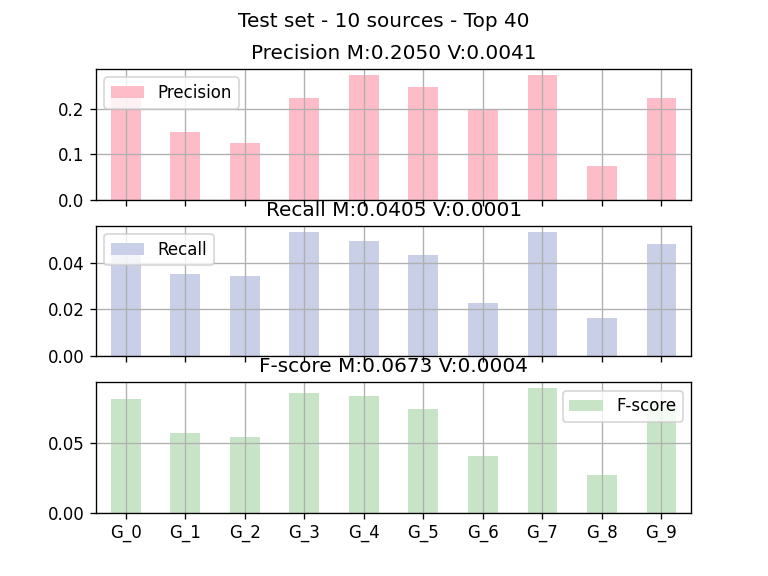 Test set - 10 sources - Top 40
Precision M:0.2050 V:0.0041
Precision
0.2
0.1
0.0
Recall M:0.0405 V:0.0001
Recall
0.04
0.02
0.00
F-score M:0.0673 V:0.0004
F-score
0.05
0.00
G_0 G_1 G_2 G_3 G_4 G_5 G_6 G_7 G_8 G_9